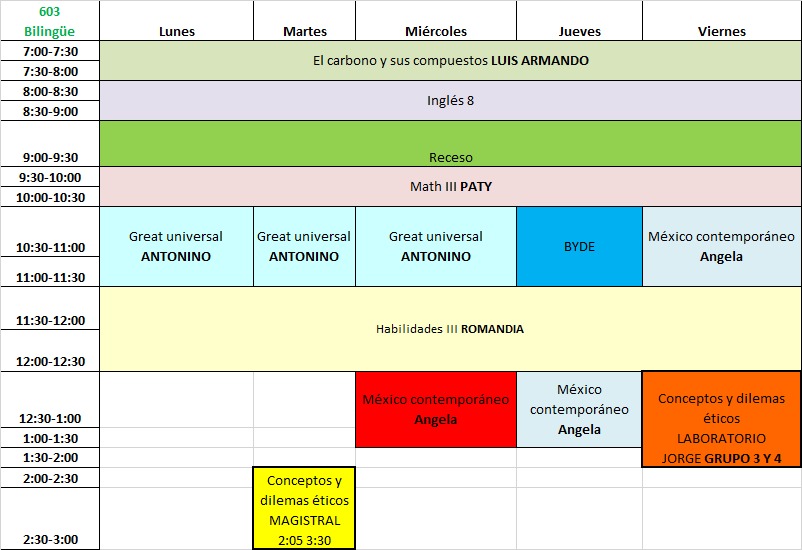 603
Bilingüe
Lunes
Martes
Miércoles
Jueves
Viernes
7:00-7:30
7:30-8:00
El carbono y sus compuestos LUIS ARMANDO
8:00-8:30
8:30-9:00
Inglés 8
9:00-9:30
Receso
9:30-10:00
10:00-10:30
Math III PATY
10:30-11:00
11:00-11:30
Great universal
ANTONINO
Great universal
ANTONINO
Great universal
ANTONINO
BYDE
México contemporáneo
Angela
11:30-12:00
12:00-12:30
Habilidades III ROMANDIA
12:30-1:00
1:00-1:30
1:30-2:00
México contemporáneo
Angela
México
contemporáneo
Angela
Conceptos y dilemas
éticos
LABORATORIO
JORGE GRUPO 3 Y 4
2:00-2:30
2:30-3:00
Conceptos y
dilemas éticos
MAGISTRAL
2:05 3:30